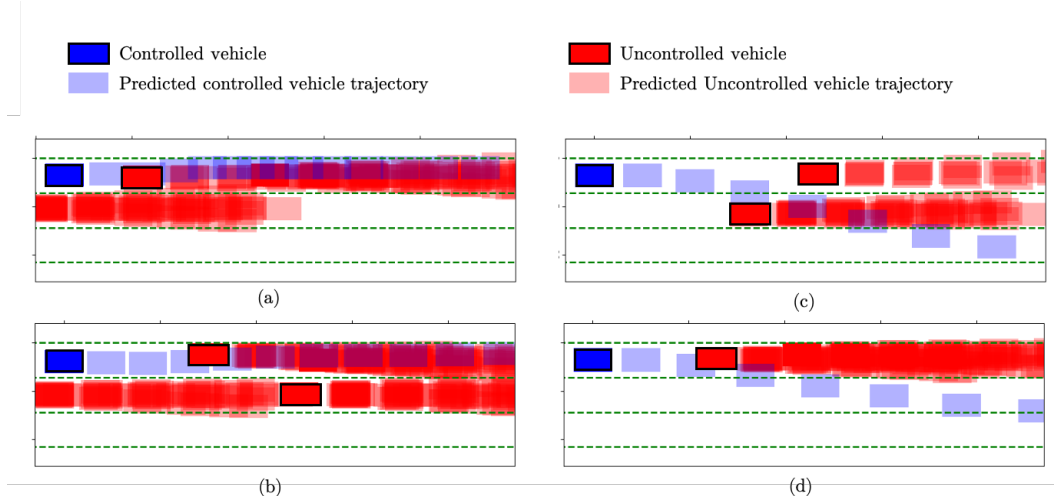 Controlled vehicle
Uncontrolled vehicle
Predicted controlled vehicle trajectory
Predicted Uncontrolled vehicle trajectory
(a)
(c)
(b)
(d)